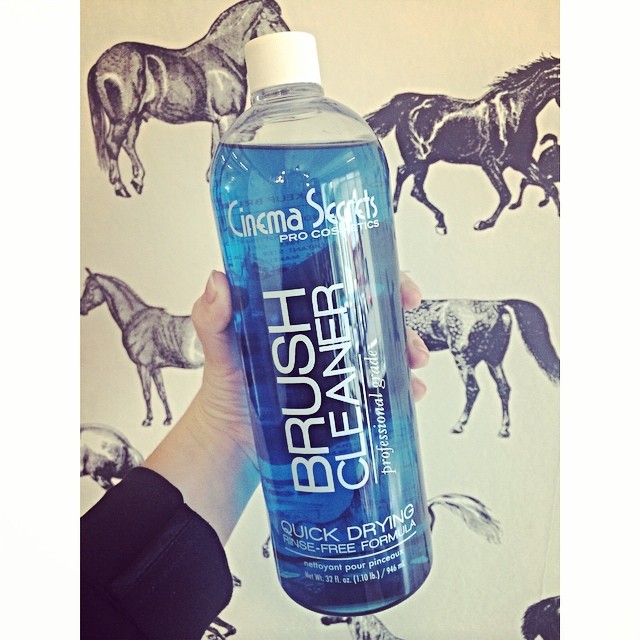 Cinema Secrets
PRO COSMETICS
BRUSH
CLEANER
professional grade
QUICK DRYING
RINSE-FREE FORMULA
nettoyant pour pinceaux
Net Wt. 32 fl. oz. (1.10 lb.) / 946 m